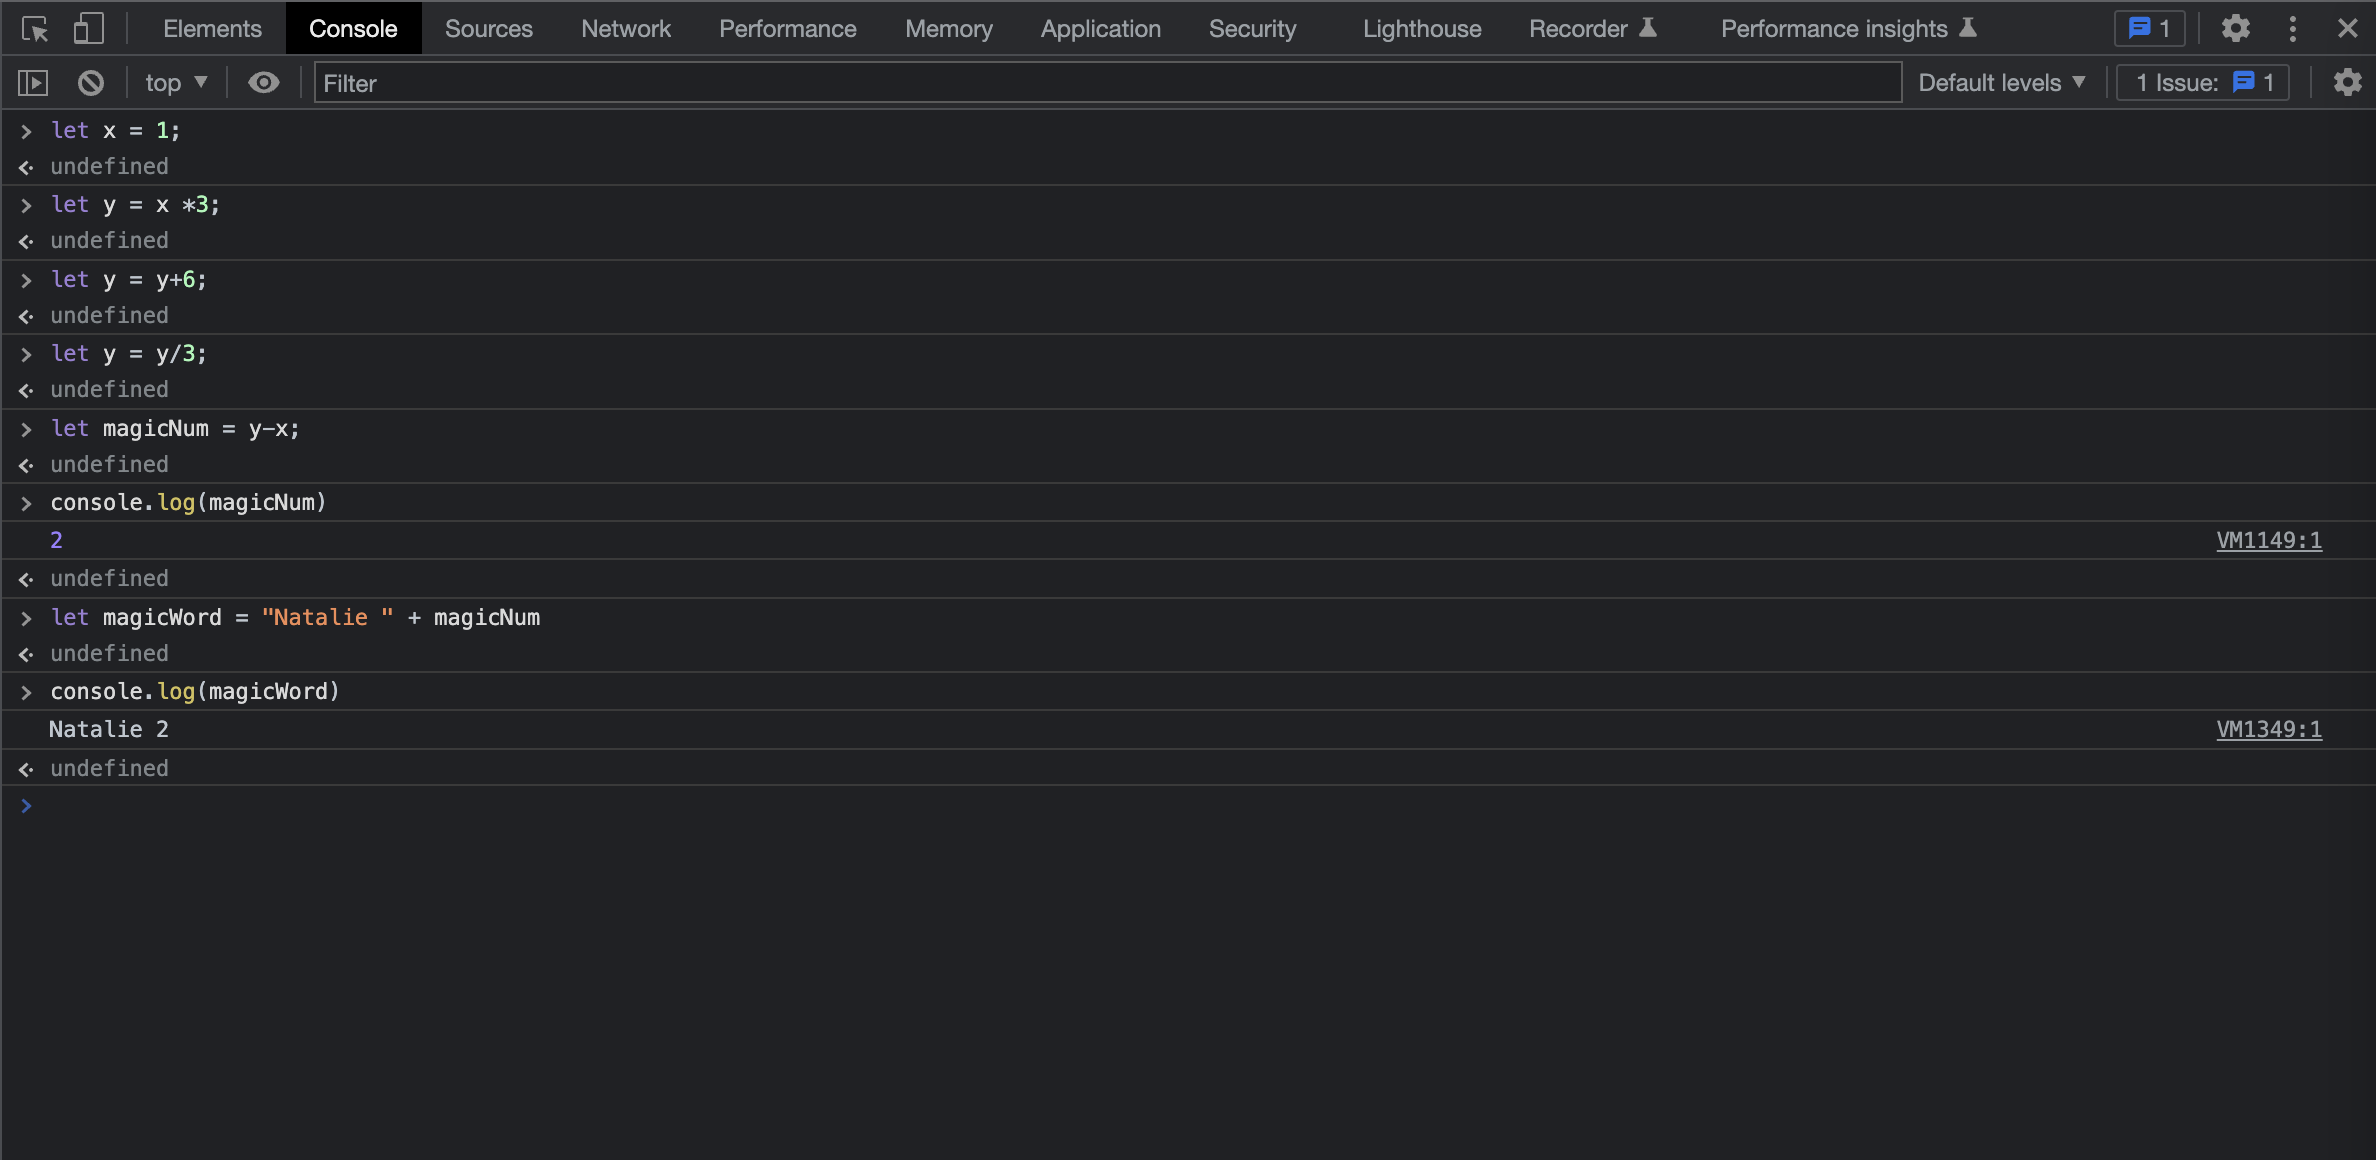 Elements Console Sources Network Performance Memory Application Security Lighthouse Recorder Performance insights 1
top ▼ Filter Default levels ▼ 1 Issue: 1
> let x = 1;
undefined
> let y = x *3;
undefined
> let y = y+6;
undefined
> let y = y/3;
undefined
> let magicNum = y-x;
undefined
> console.log(magicNum)
2 VM1149:1
undefined
> let magicWord = "Natalie " + magicNum
undefined
> console.log(magicWord)
Natalie 2 VM1349:1
undefined
>